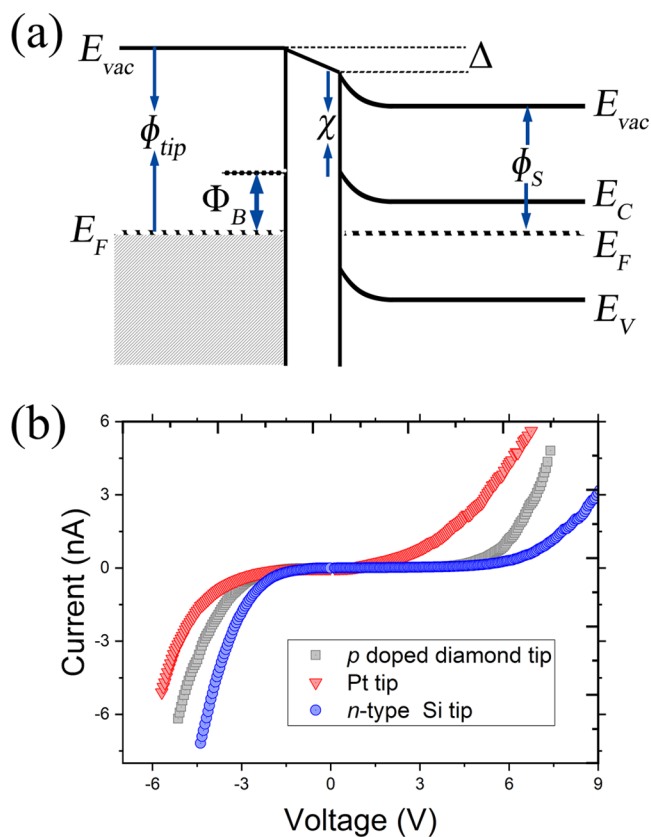 (a)
E_vac
Δ
ϕ_tip
χ
E_vac
ϕ_S
Φ_B
E_C
E_F
E_F
E_V
(b)
6
3
0
-3
-6
Current (nA)
p doped diamond tip
Pt tip
n-type Si tip
-6 -3 0 3 6 9
Voltage (V)